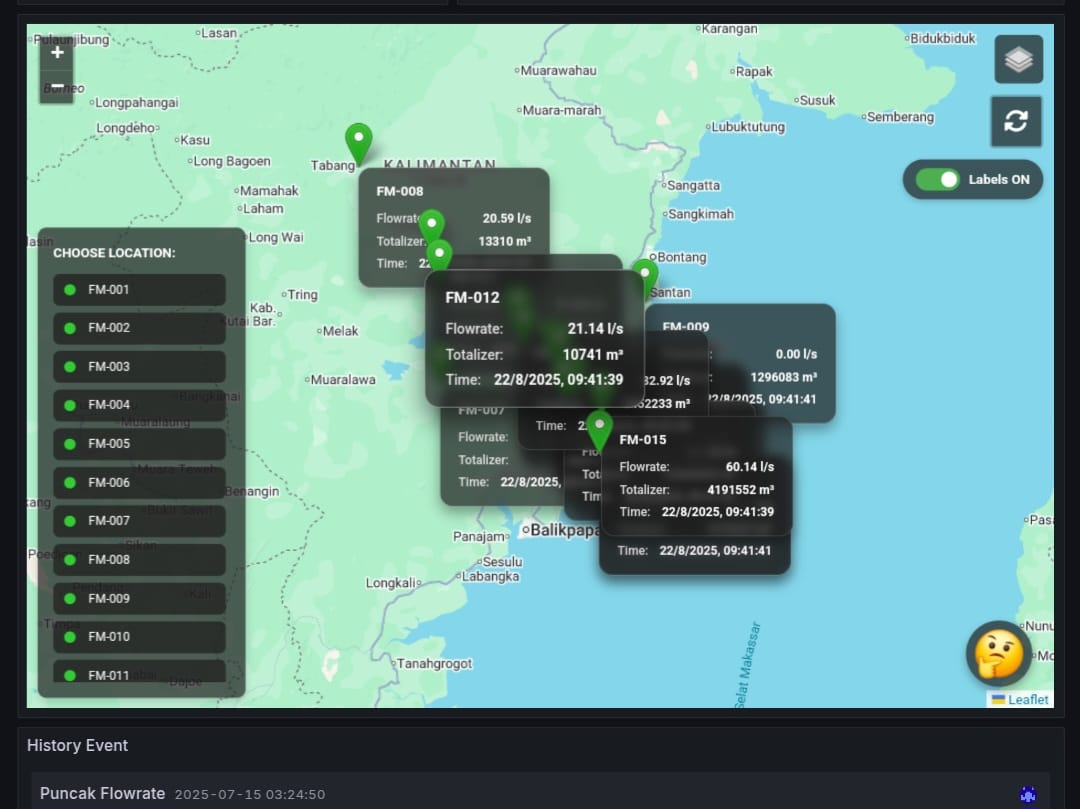 Pulaunjibung
Lasan
Karangan
Bidukbiduk
+
−
Borneo
Muarawahau
Rapak
Longpahangai
Muara-marah
Susuk
Semberang
Longdeho
Kasu
Lubuktutung
Long Bagoen
Tabang
KALIMANTAN
Labels ON
Mamahak
Laham
Long Wai
Sangatta
Sangkimah
FM-008
Flowrate
20.59 l/s
Totalizer:
13310 m³
Time:
22
Bontang
Santan
CHOOSE LOCATION:
FM-001
FM-002
FM-003
FM-004
FM-005
FM-006
FM-007
FM-008
FM-009
FM-010
FM-011
Tring
Kab.
Kutai Bar.
Melak
Muaralawa
FM-012
Flowrate: 21.14 l/s
Totalizer: 10741 m³
Time: 22/8/2025, 09:41:39
FM-009
0.00 l/s
1296083 m³
22/8/2025, 09:41:41
32.92 l/s
52233 m³
Time:
FM-007
Flowrate:
Totalizer:
Time: 22/8/2025,
FM-015
Flowrate: 60.14 l/s
Totalizer: 4191552 m³
Time: 22/8/2025, 09:41:39
Time: 22/8/2025, 09:41:41
Bangkanai
Muaralaung
Muara Teweh
Benangin
Bukit Sawit
Sikan
Kali
Panajam
Balikpapa
Sesulu
Labangka
Longkali
Tanahgrogot
Dajoe
Selat Makassar
Leaflet
History Event
Puncak Flowrate 2025-07-15 03:24:50